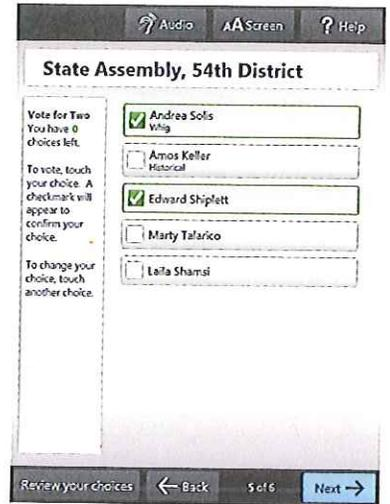 Audio
AA Screen
? Help
State Assembly, 54th District
Vote for Two
You have 0
choices left.
To vote, touch
your choice. A
checkmark will
appear to
confirm your
choice.
To change your
choice, touch
another choice.
Andrea Solis
Whig
Amos Keller
Historical
Edward Shiplett
Marty Talarico
Laila Shamsi
Review your choices
← Back
5 of 6
Next →